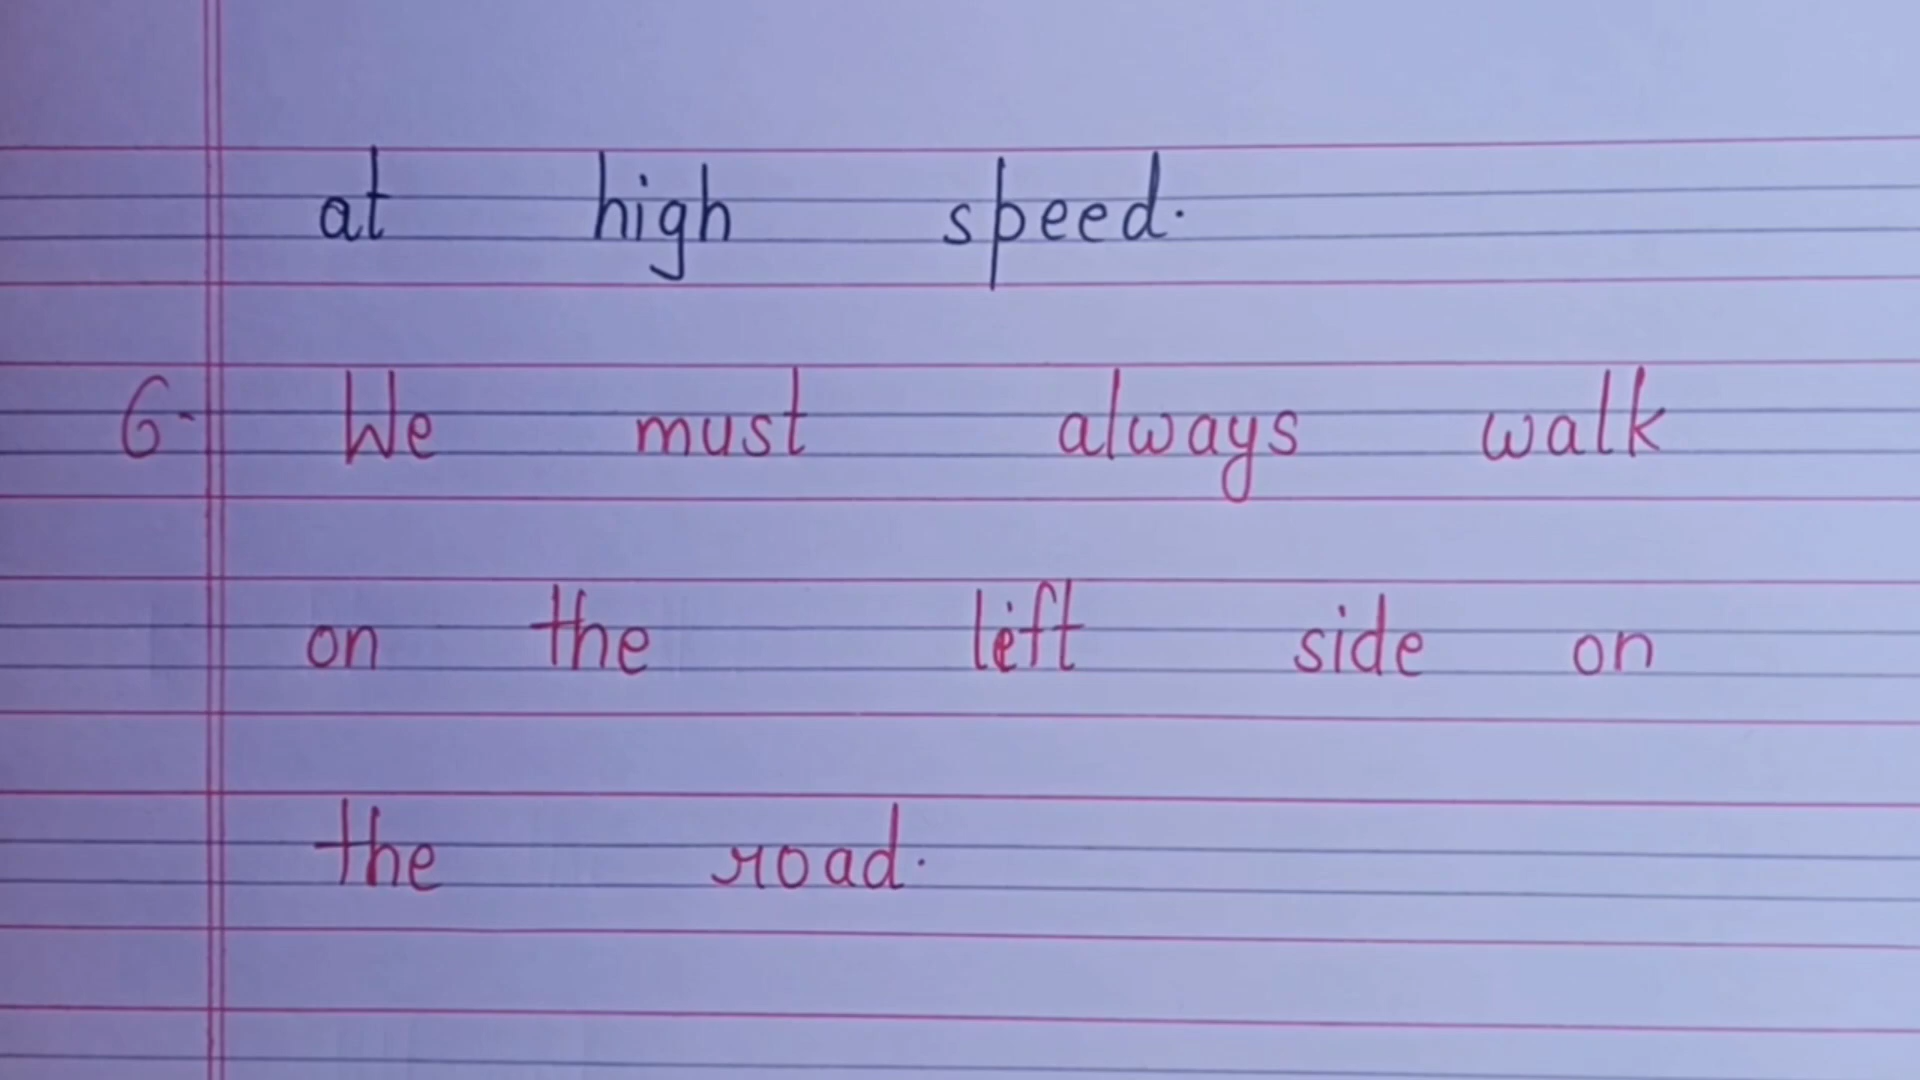 at high speed.
6. We must always walk
on the left side on
the road.